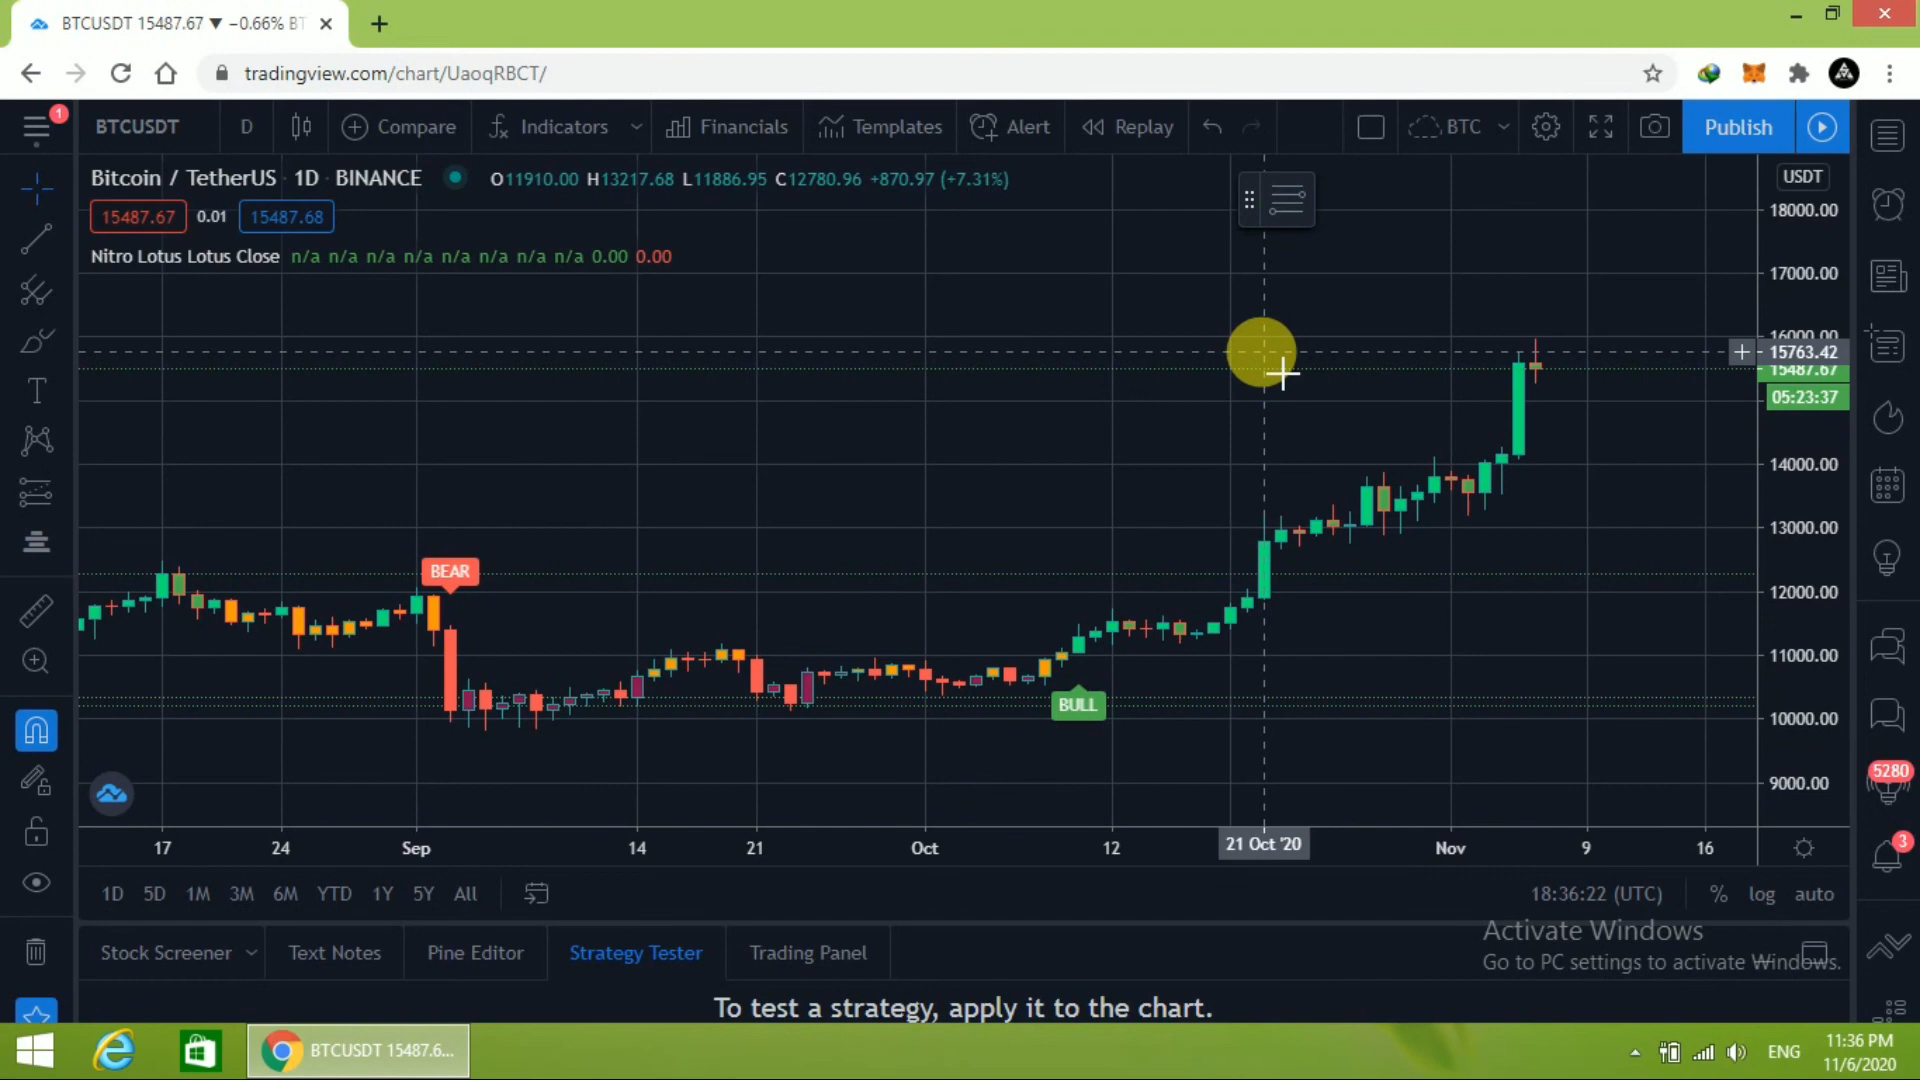 BTCUSDT 15487.67 ▼ −0.66% BT
tradingview.com/chart/UaoqRBCT/
1
BTCUSDT D Compare Indicators Financials Templates Alert Replay BTC Publish
Bitcoin / TetherUS 1D BINANCE O11910.00 H13217.68 L11886.95 C12780.96 +870.97 (+7.31%)
USDT
15487.67 0.01 15487.68
Nitro Lotus Lotus Close n/a n/a n/a n/a n/a n/a n/a n/a 0.00 0.00
18000.00
17000.00
16000.00
15763.42
15487.67
05:23:37
14000.00
13000.00
12000.00
11000.00
10000.00
9000.00
BEAR
BULL
5280
3
17 24 Sep 14 21 Oct 12 21 Oct '20 Nov 9 16
1D 5D 1M 3M 6M YTD 1Y 5Y All 18:36:22 (UTC) % log auto
Stock Screener Text Notes Pine Editor Strategy Tester Trading Panel
Activate Windows
Go to PC settings to activate Windows.
To test a strategy, apply it to the chart.
BTCUSDT 15487.6...
ENG
11:36 PM
11/6/2020